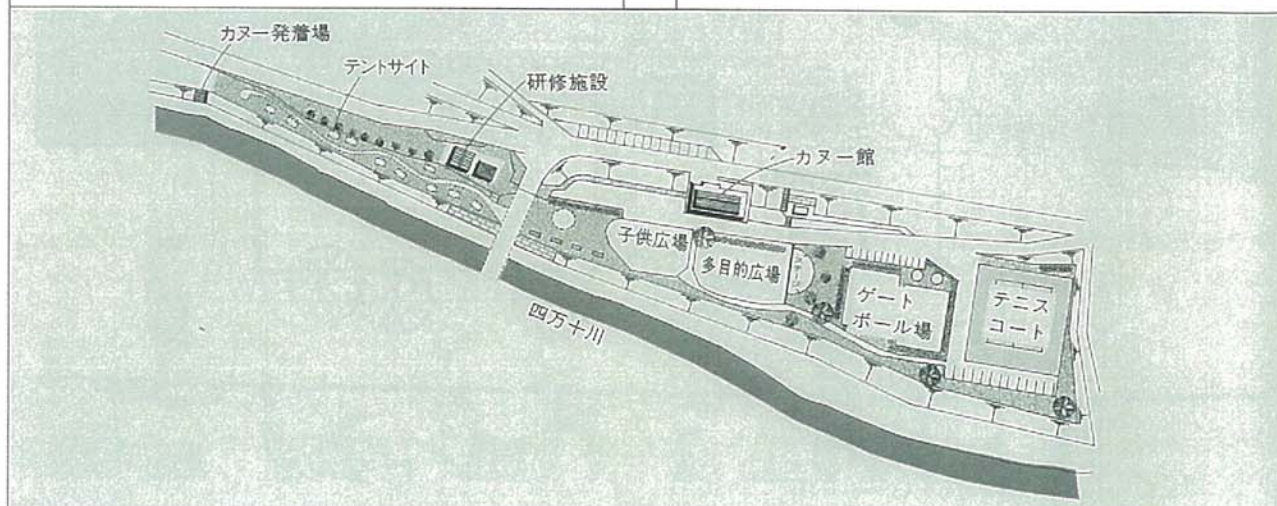 カヌー発着場
テントサイト
研修施設
カヌー館
子供広場
多目的広場
ゲート
ボール場
テニス
コート
四万十川